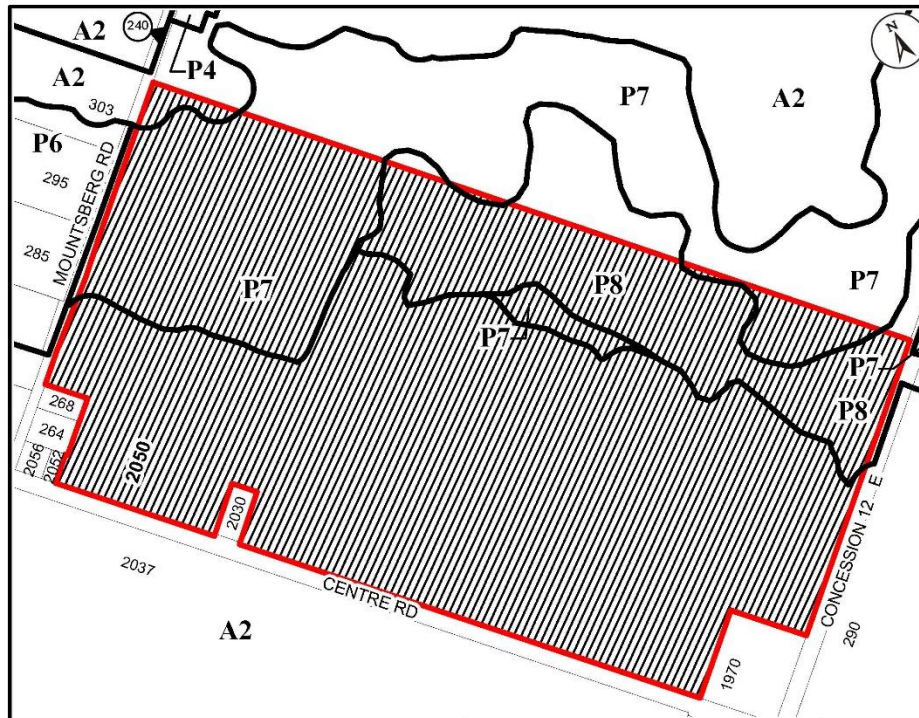 A2
240
N
P4
A2
P7
A2
303
P6
295
MOUNTSBERG RD
285
P7
P8
P7
P7
P7
P8
268
264
2056
2052
2050
2030
2037
CENTRE RD
CONCESSION 12 E
290
A2
1970